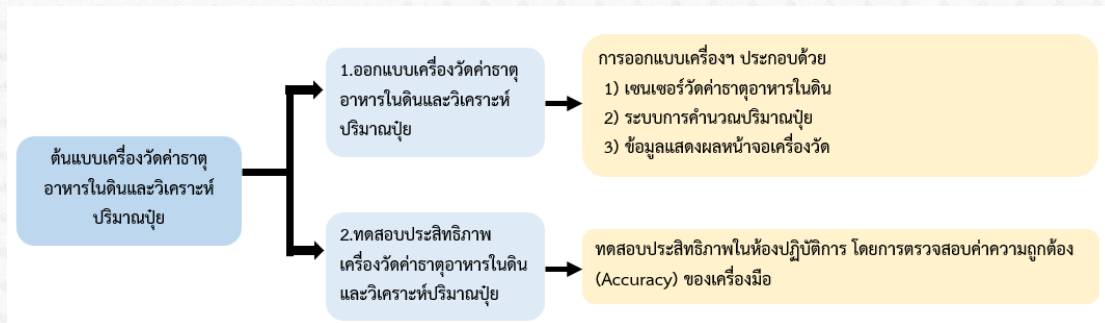 ต้นแบบเครื่องวัดค่าธาตุ
อาหารในดินและวิเคราะห์
ปริมาณปุ๋ย
1.ออกแบบเครื่องวัดค่าธาตุ
อาหารในดินและวิเคราะห์
ปริมาณปุ๋ย
การออกแบบเครื่องฯ ประกอบด้วย
1) เซนเซอร์วัดค่าธาตุอาหารในดิน
2) ระบบการคำนวณปริมาณปุ๋ย
3) ข้อมูลแสดงผลหน้าจอเครื่องวัด
2.ทดสอบประสิทธิภาพ
เครื่องวัดค่าธาตุอาหารในดิน
และวิเคราะห์ปริมาณปุ๋ย
ทดสอบประสิทธิภาพในห้องปฏิบัติการ โดยการตรวจสอบค่าความถูกต้อง
(Accuracy) ของเครื่องมือ